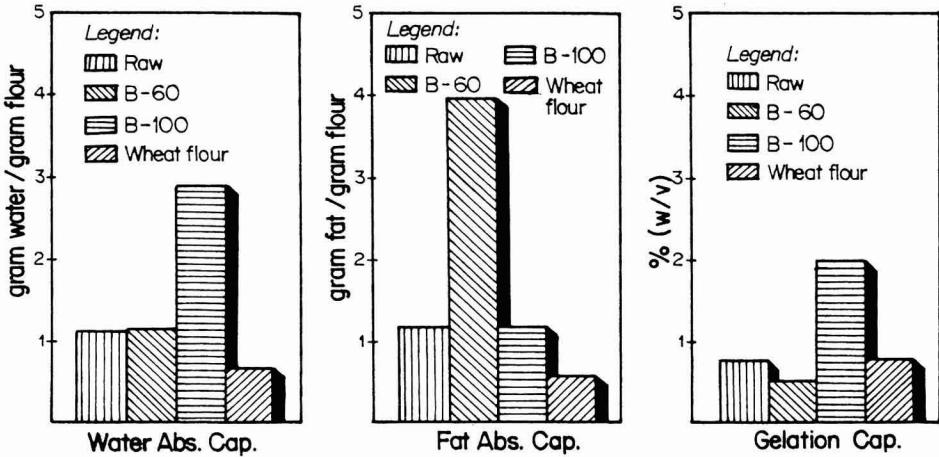 5
4
3
2
1
gram water/gram flour
Legend:
Raw
B-60
B-100
Wheat flour
Water Abs. Cap.
5
4
3
2
1
gram fat/gram flour
Legend:
Raw
B-60
B-100
Wheat
flour
Fat Abs. Cap.
5
4
3
2
1
% (w/v)
Legend:
Raw
B-60
B-100
Wheat flour
Gelation Cap.